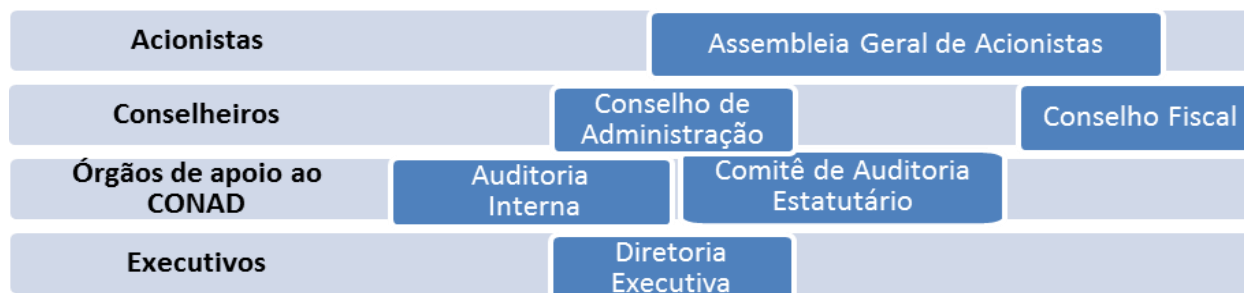 Acionistas
Assembleia Geral de Acionistas
Conselheiros
Conselho de
Administração
Conselho Fiscal
Órgãos de apoio ao
CONAD
Auditoria
Interna
Comitê de Auditoria
Estatutário
Executivos
Diretoria
Executiva